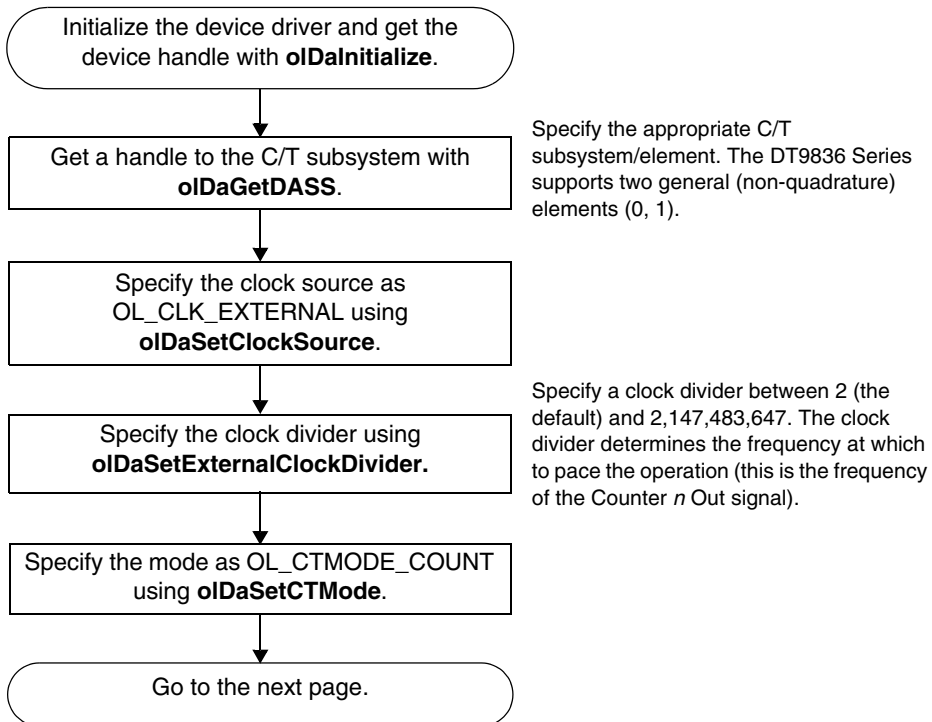 Initialize the device driver and get the
device handle with olDaInitialize.
Get a handle to the C/T subsystem with
olDaGetDASS.
Specify the appropriate C/T
subsystem/element. The DT9836 Series
supports two general (non-quadrature)
elements (0, 1).
Specify the clock source as
OL_CLK_EXTERNAL using
olDaSetClockSource.
Specify the clock divider using
olDaSetExternalClockDivider.
Specify a clock divider between 2 (the
default) and 2,147,483,647. The clock
divider determines the frequency at which
to pace the operation (this is the frequency
of the Counter n Out signal).
Specify the mode as OL_CTMODE_COUNT
using olDaSetCTMode.
Go to the next page.